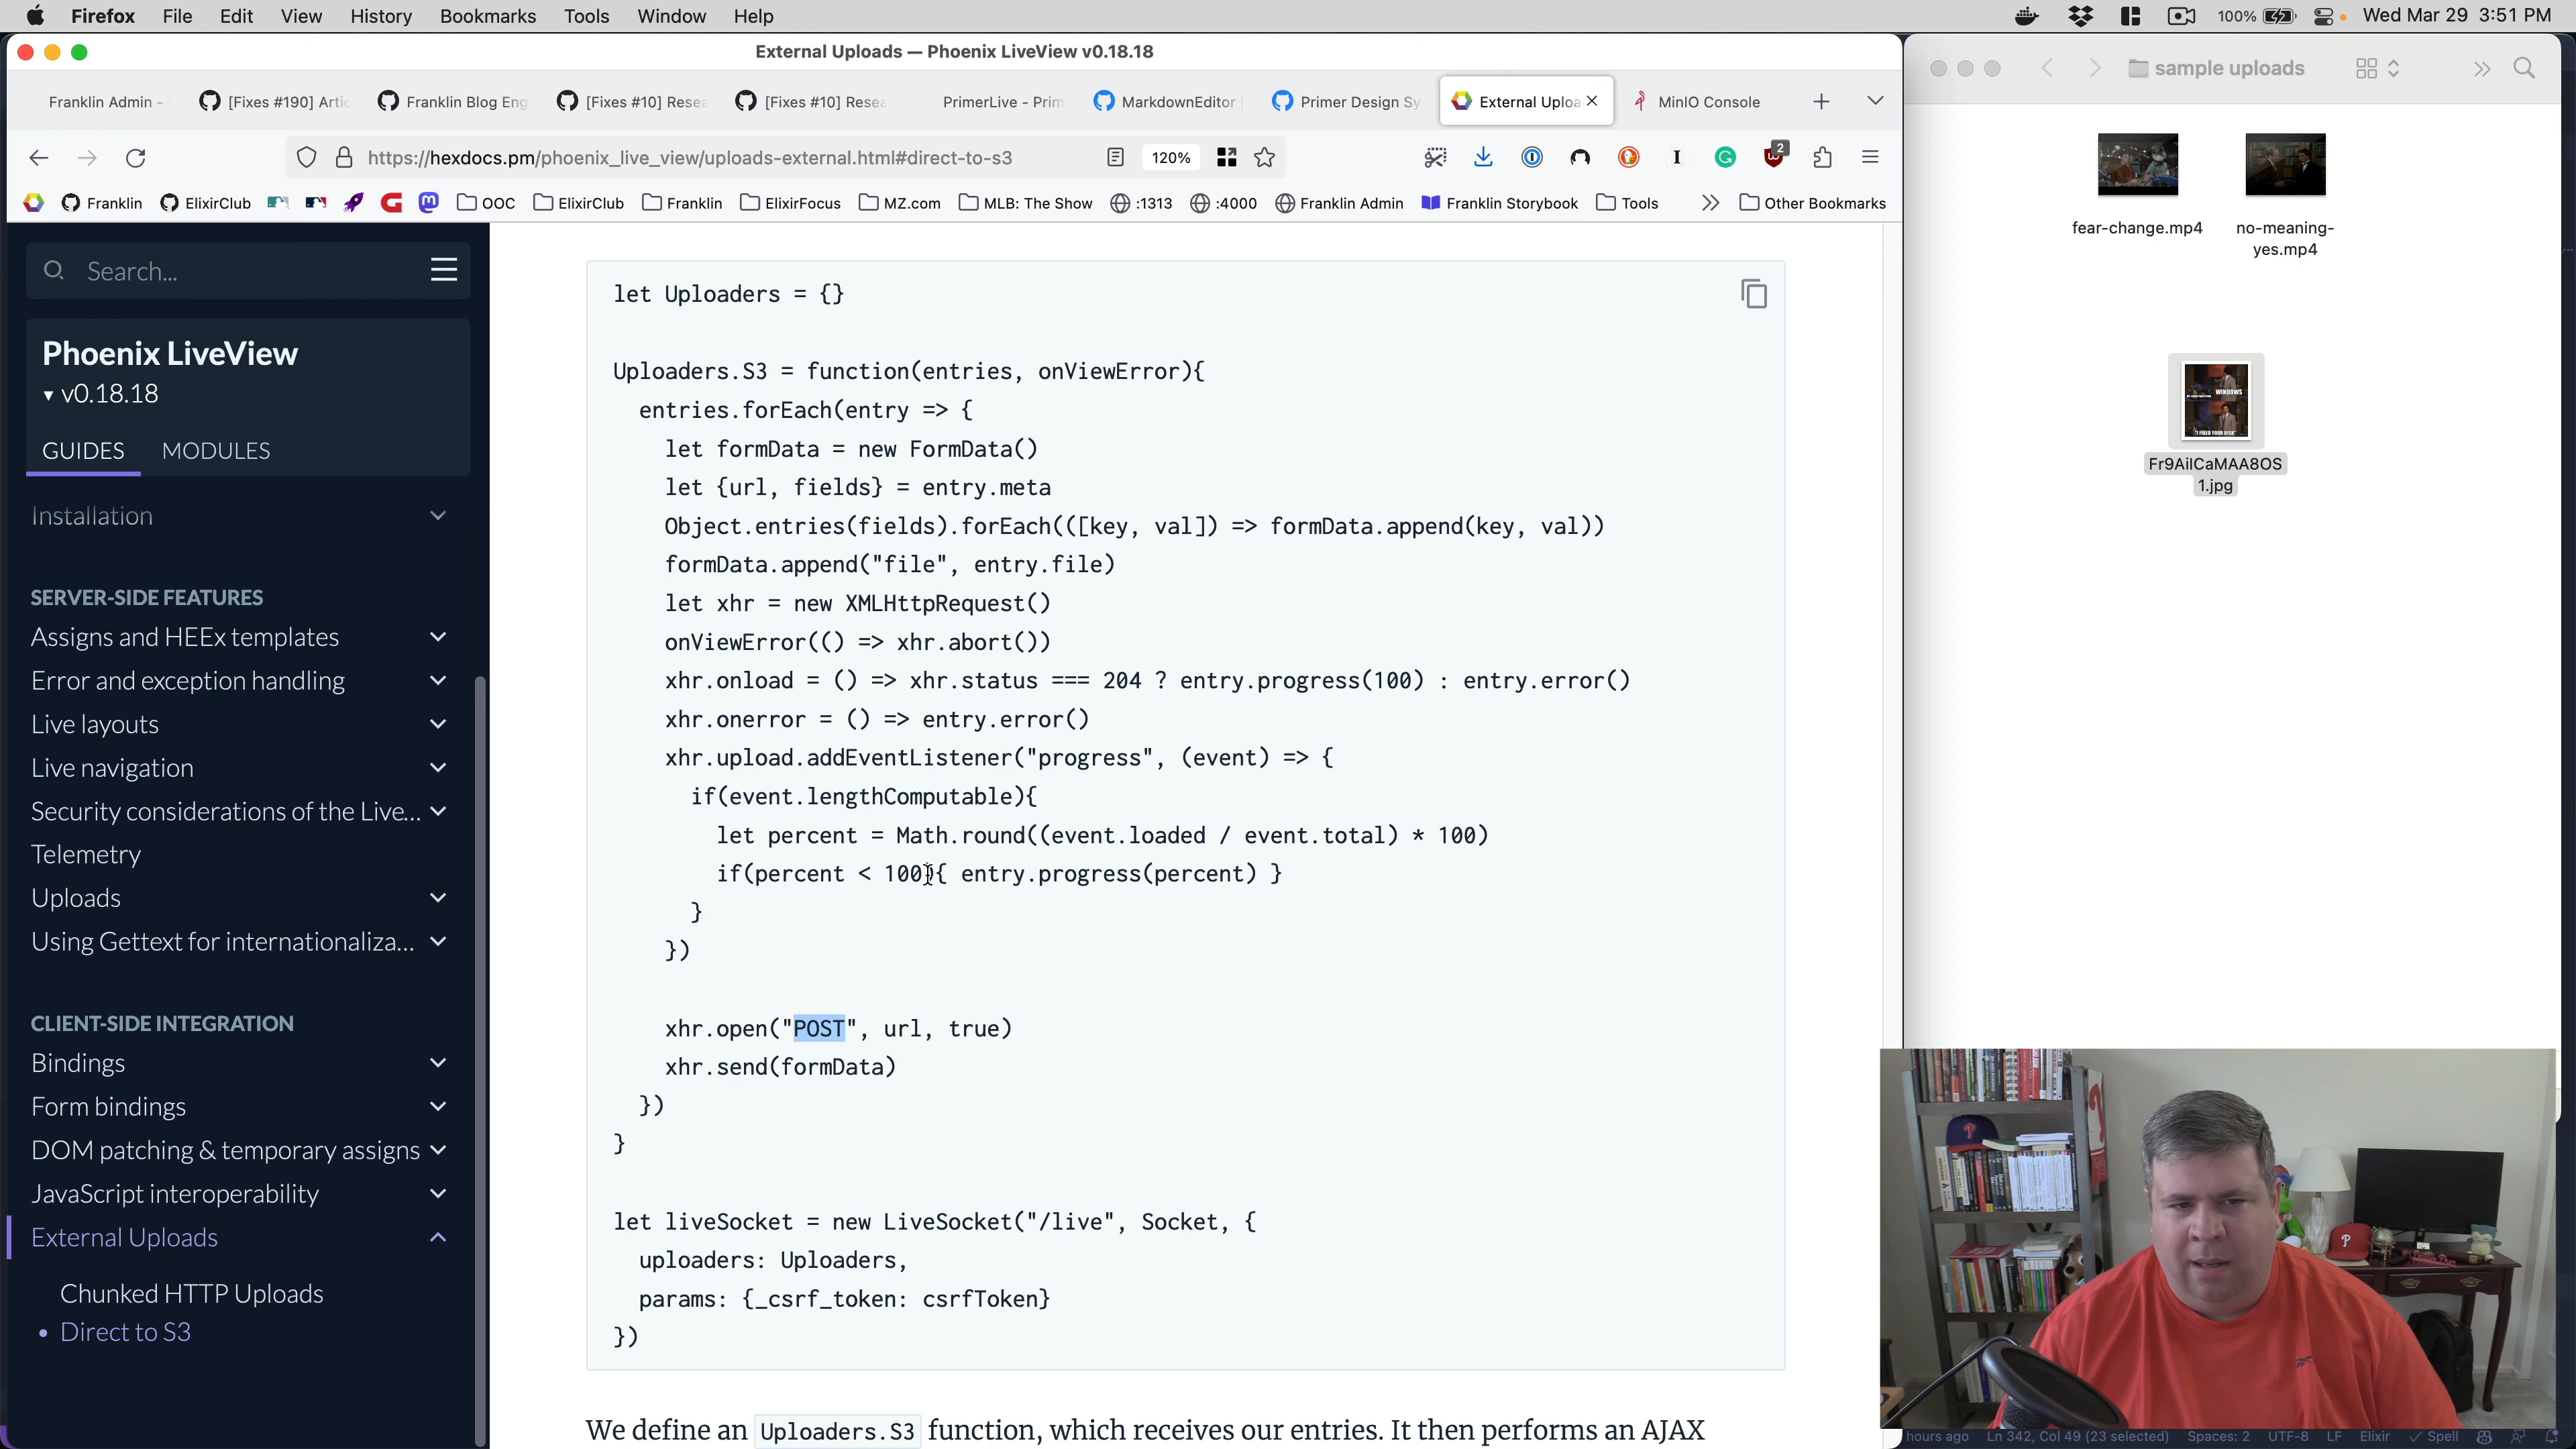 Firefox File Edit View History Bookmarks Tools Window Help 100% Wed Mar 29 3:51 PM
External Uploads — Phoenix LiveView v0.18.18
sample uploads
Franklin Admin - [Fixes #190] Artic Franklin Blog Eng [Fixes #10] Resea [Fixes #10] Resea PrimerLive - Prim MarkdownEditor Primer Design Sy External Uploa MinIO Console
https://hexdocs.pm/phoenix_live_view/uploads-external.html#direct-to-s3 120% 2
Franklin ElixirClub OOC ElixirClub Franklin ElixirFocus MZ.com MLB: The Show :1313 :4000 Franklin Admin Franklin Storybook Tools Other Bookmarks
fear-change.mp4
no-meaning-
yes.mp4
WINDOWS
"I FIXED YOUR DISK"
Fr9AilCaMAA8OS
1.jpg
Search...
Phoenix LiveView
v0.18.18
GUIDES MODULES
Installation
SERVER-SIDE FEATURES
Assigns and HEEx templates
Error and exception handling
Live layouts
Live navigation
Security considerations of the Live...
Telemetry
Uploads
Using Gettext for internationaliza...
CLIENT-SIDE INTEGRATION
Bindings
Form bindings
DOM patching & temporary assigns
JavaScript interoperability
External Uploads
Chunked HTTP Uploads
Direct to S3
let Uploaders = {}
Uploaders.S3 = function(entries, onViewError){
entries.forEach(entry => {
let formData = new FormData()
let {url, fields} = entry.meta
Object.entries(fields).forEach(([key, val]) => formData.append(key, val))
formData.append("file", entry.file)
let xhr = new XMLHttpRequest()
onViewError(() => xhr.abort())
xhr.onload = () => xhr.status === 204 ? entry.progress(100) : entry.error()
xhr.onerror = () => entry.error()
xhr.upload.addEventListener("progress", (event) => {
if(event.lengthComputable){
let percent = Math.round((event.loaded / event.total) * 100)
if(percent < 100){ entry.progress(percent) }
}
})
xhr.open("POST", url, true)
xhr.send(formData)
})
}
let liveSocket = new LiveSocket("/live", Socket, {
uploaders: Uploaders,
params: {_csrf_token: csrfToken}
})
We define an Uploaders.S3 function, which receives our entries. It then performs an AJAX
P
hours ago Ln 342, Col 49 (23 selected) Spaces: 2 UTF-8 LF Elixir Spell